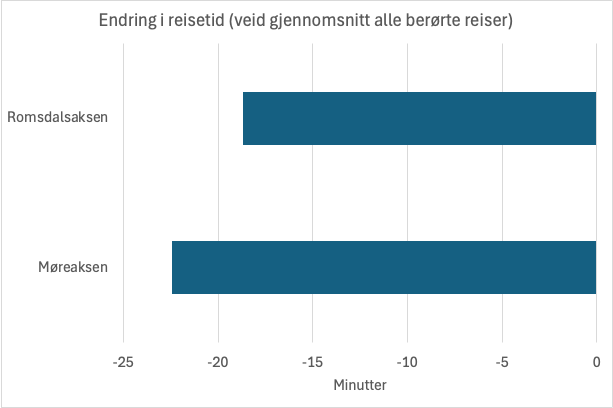 Endring i reisetid (veid gjennomsnitt alle berørte reiser)
Romsdalsaksen
Møreaksen
-25 -20 -15 -10 -5 0
Minutter